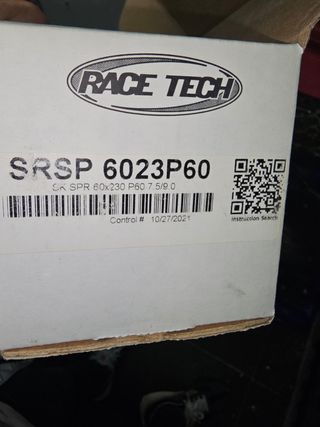 RACE TECH
SRSP 6023P60
SK SPR 60x230 P60 7.5/9.0
Control # 10/27/2021
Instruction Search